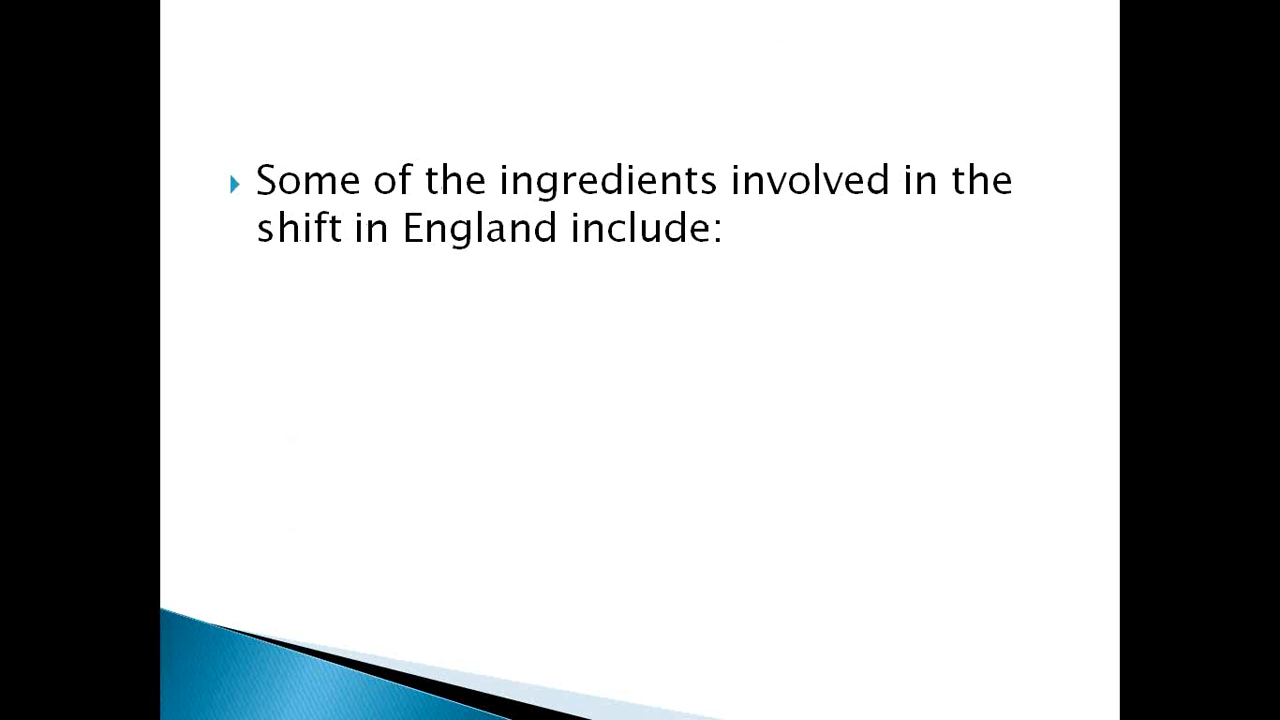 Some of the ingredients involved in the
shift in England include: